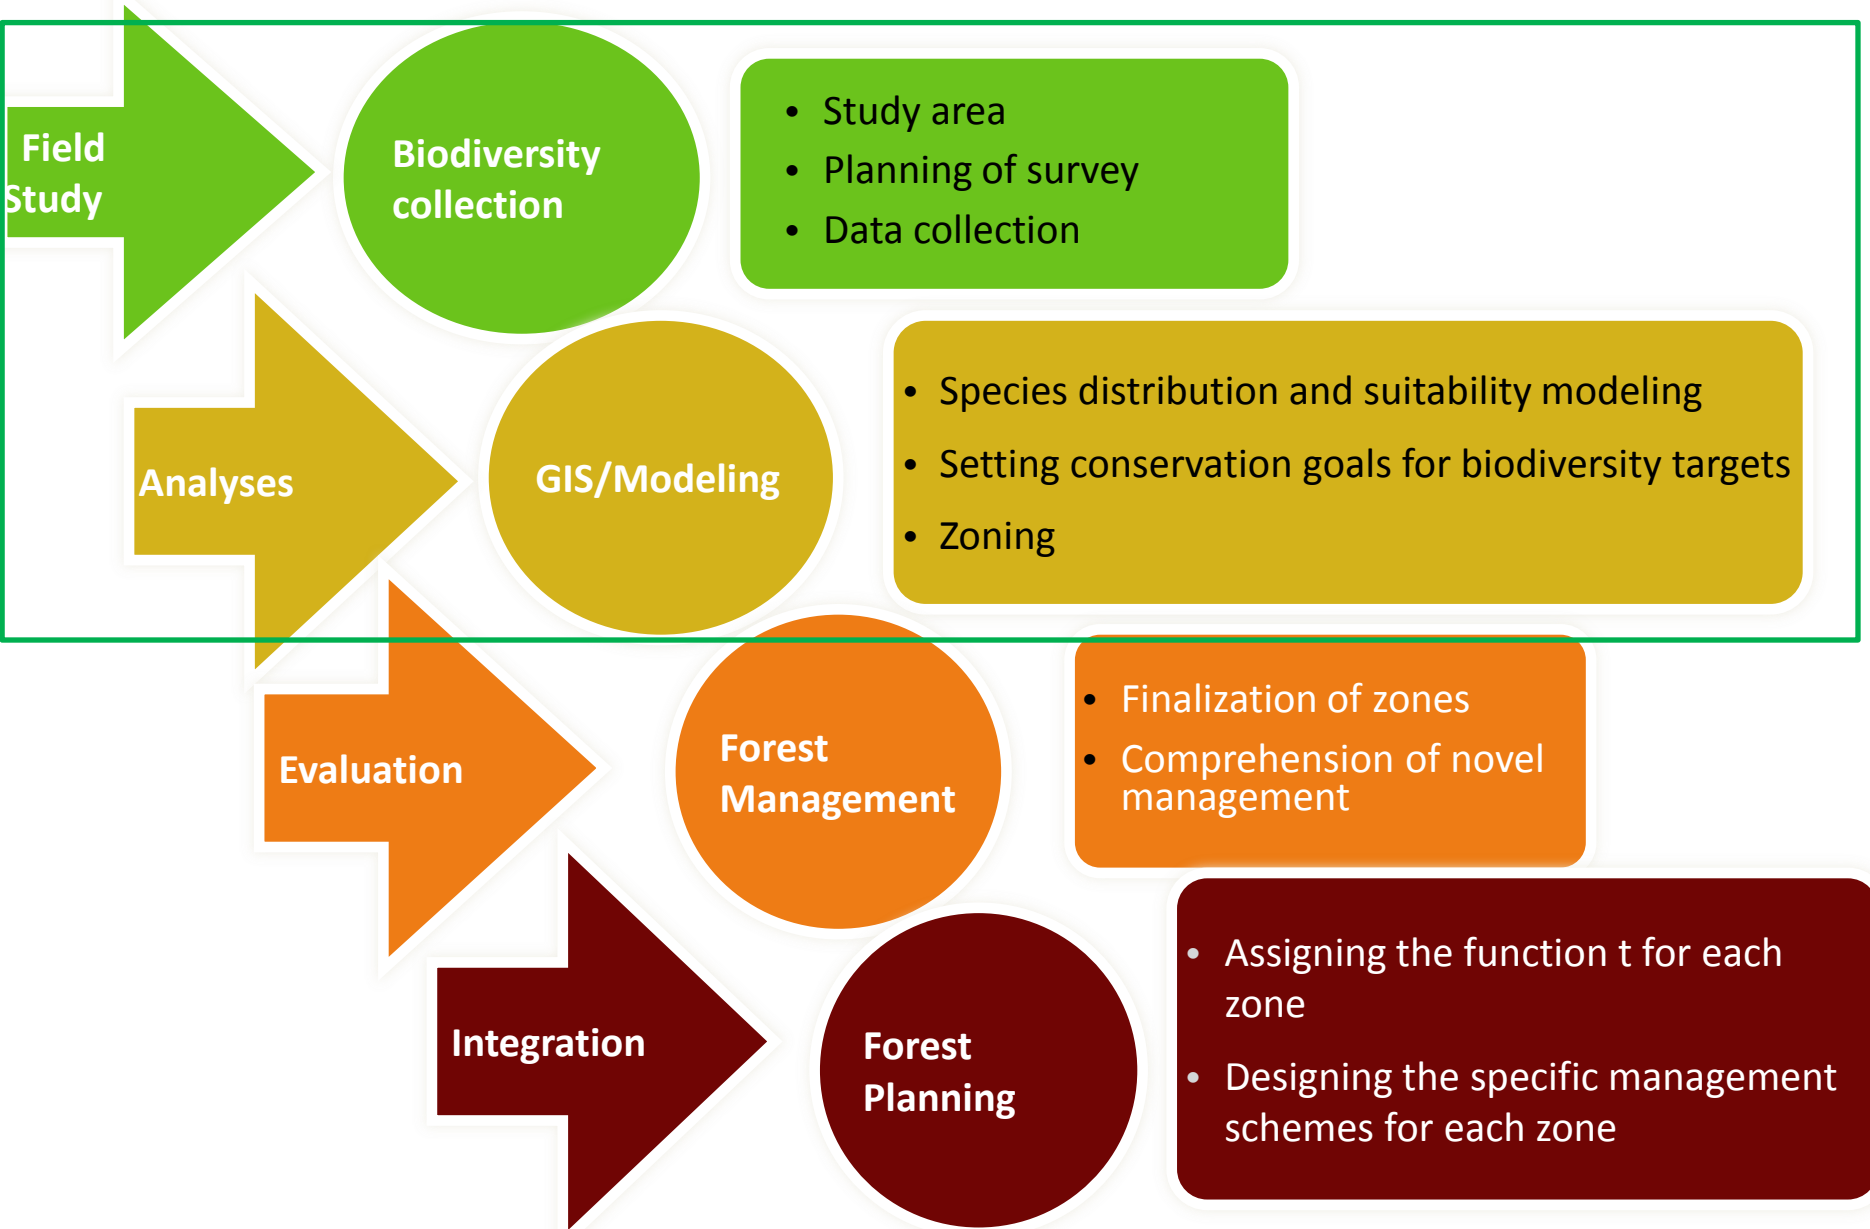 Field
Study
Biodiversity
collection
• Study area
• Planning of survey
• Data collection
Analyses
GIS/Modeling
• Species distribution and suitability modeling
• Setting conservation goals for biodiversity targets
• Zoning
Evaluation
Forest
Management
• Finalization of zones
• Comprehension of novel
management
Integration
Forest
Planning
• Assigning the function t for each
zone
• Designing the specific management
schemes for each zone